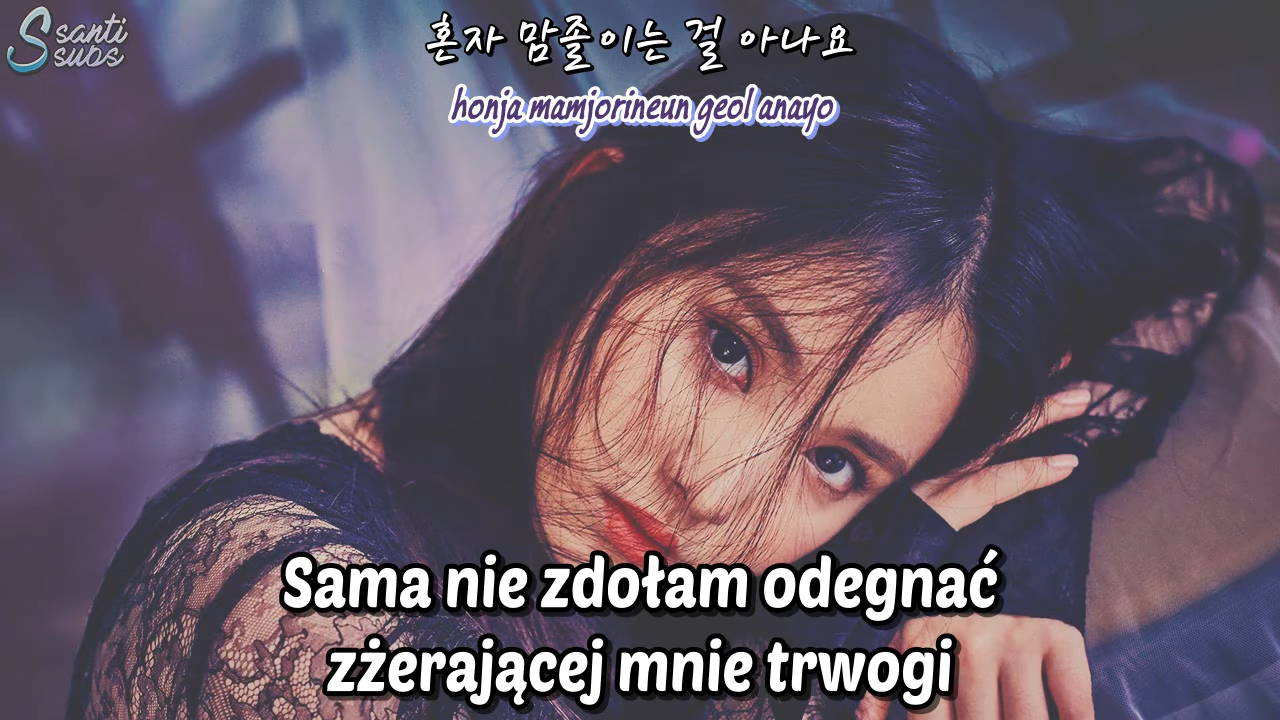 santi
subs
혼자 맘졸이는 걸 아나요
honja mamjorineun geol anayo
Sama nie zdołam odegnać
zżerającej mnie trwogi